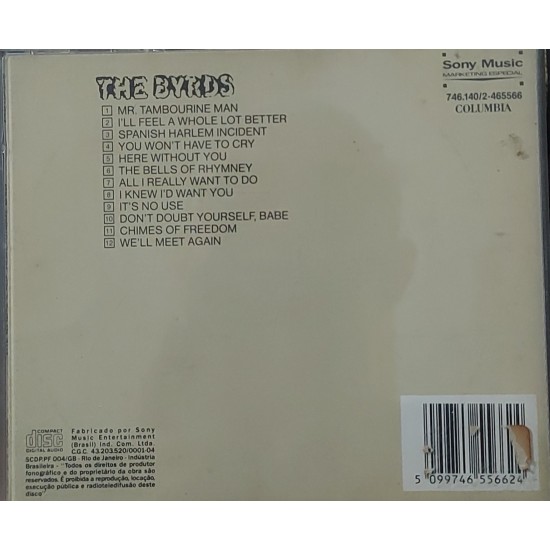 THE BYRDS
1 MR. TAMBOURINE MAN
2 I'LL FEEL A WHOLE LOT BETTER
3 SPANISH HARLEM INCIDENT
4 YOU WON'T HAVE TO CRY
5 HERE WITHOUT YOU
6 THE BELLS OF RHYMNEY
7 ALL I REALLY WANT TO DO
8 I KNEW I'D WANT YOU
9 IT'S NO USE
10 DON'T DOUBT YOURSELF, BABE
11 CHIMES OF FREEDOM
12 WE'LL MEET AGAIN
Sony Music
MARKETING ESPECIAL
746,140/2-465566
COLUMBIA
COMPACT
disc
DIGITAL AUDIO
Fabricado por Sony
Music Entertainment
(Brasil) Ind. Com. Ltda.
C.G.C. 43.203.520/0001-04
SCDP.PF 004/GB - Rio de Janeiro - Indústria
Brasileira - "Todos os direitos de produtor
fonográfico e do proprietário da obra são
reservados. É proibida a reprodução, locação,
execução pública e radioteledifusão deste
disco"
5 099746 556624